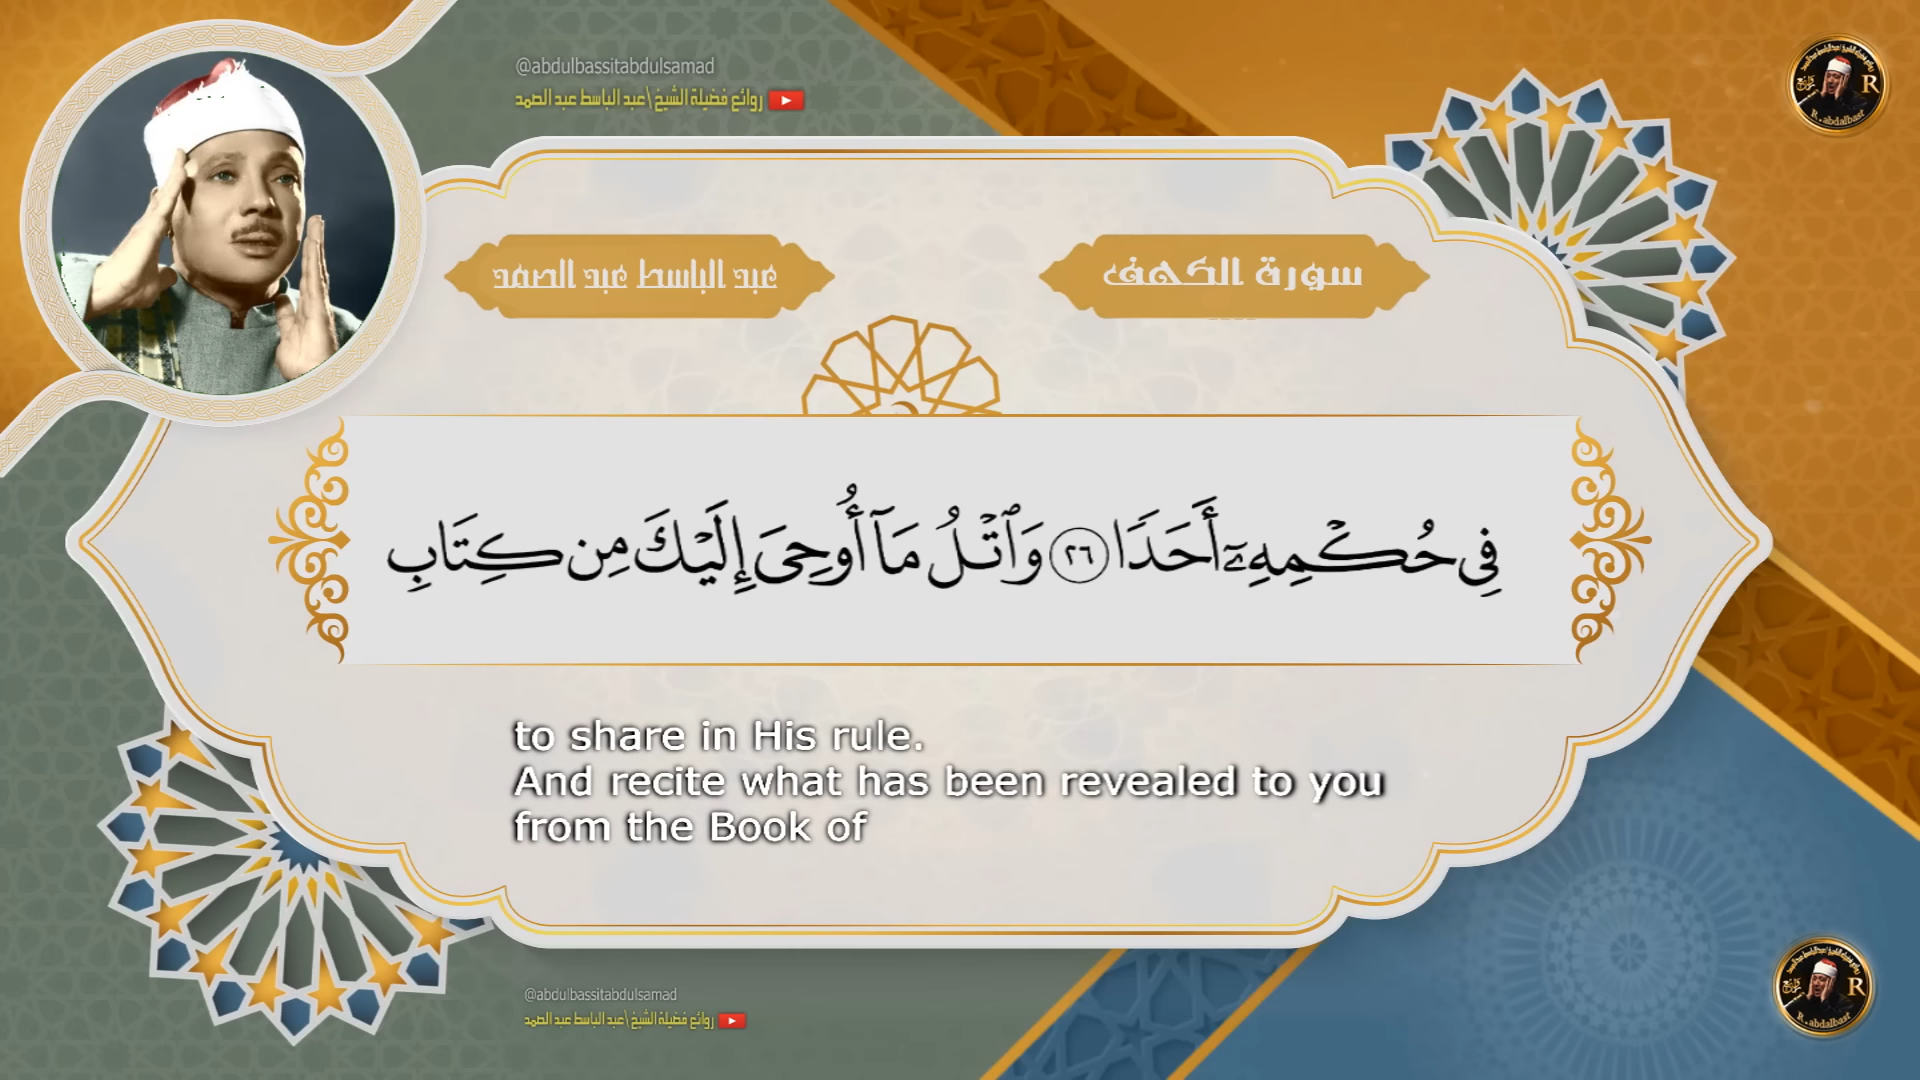 @abdulbassitabdulsamad
روائع فضيلة الشيخ \ عبد الباسط عبد الصمد
R
R.abdalbast
سورة الكهف
عبد الباسط عبد الصمد
فِي حُكْمِهِۦٓ أَحَدًا ٢٦ وَٱتْلُ مَآ أُوحِىَ إِلَيْكَ مِن كِتَابِ
to share in His rule.
And recite what has been revealed to you
from the Book of
@abdulbassitabdulsamad
روائع فضيلة الشيخ \ عبد الباسط عبد الصمد
R
R.abdalbast